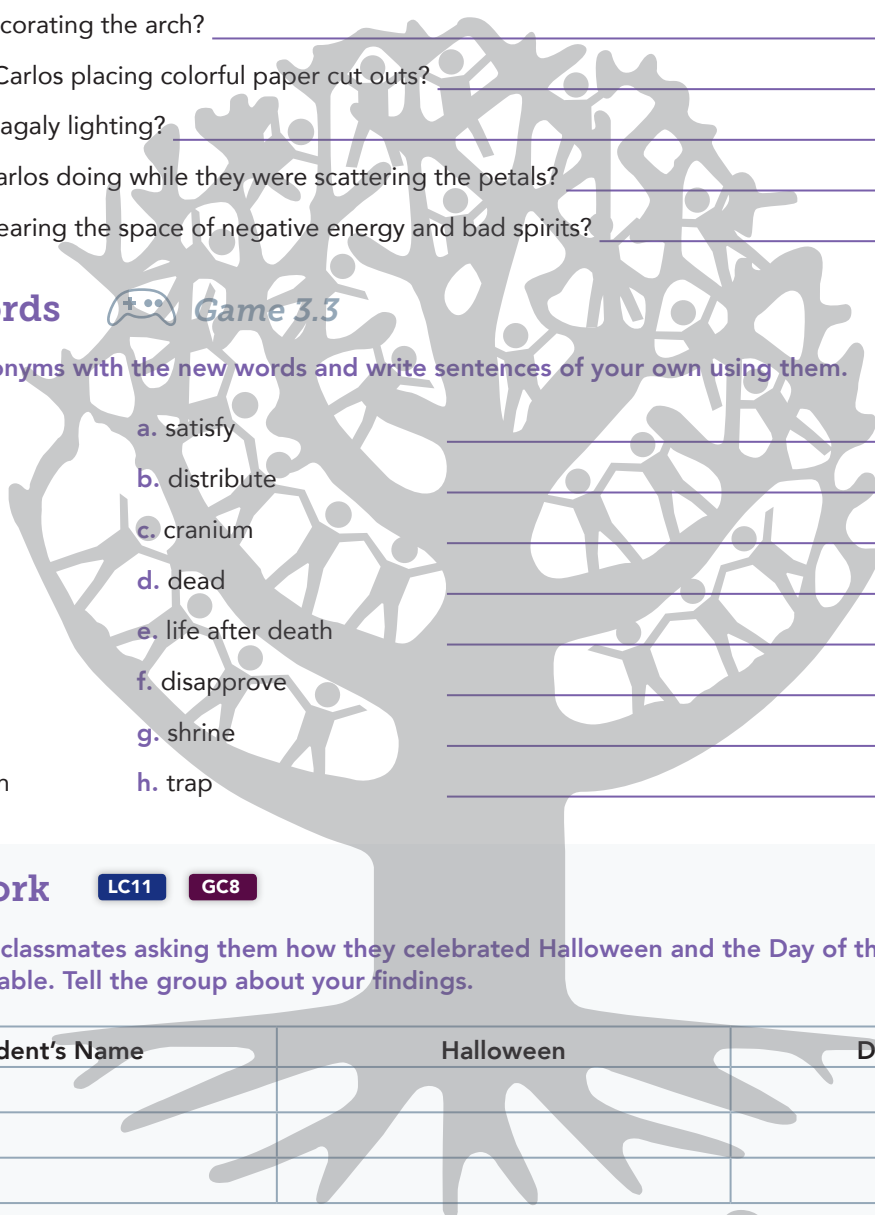 corating the arch?
Carlos placing colorful paper cut outs?
agaly lighting?
arlos doing while they were scattering the petals?
earing the space of negative energy and bad spirits?
rds Game 3.3
onyms with the new words and write sentences of your own using them.
a. satisfy
b. distribute
c. cranium
d. dead
e. life after death
f. disapprove
g. shrine
n h. trap
ork LC11 GC8
classmates asking them how they celebrated Halloween and the Day of th
able. Tell the group about your findings.
dent's Name Halloween D